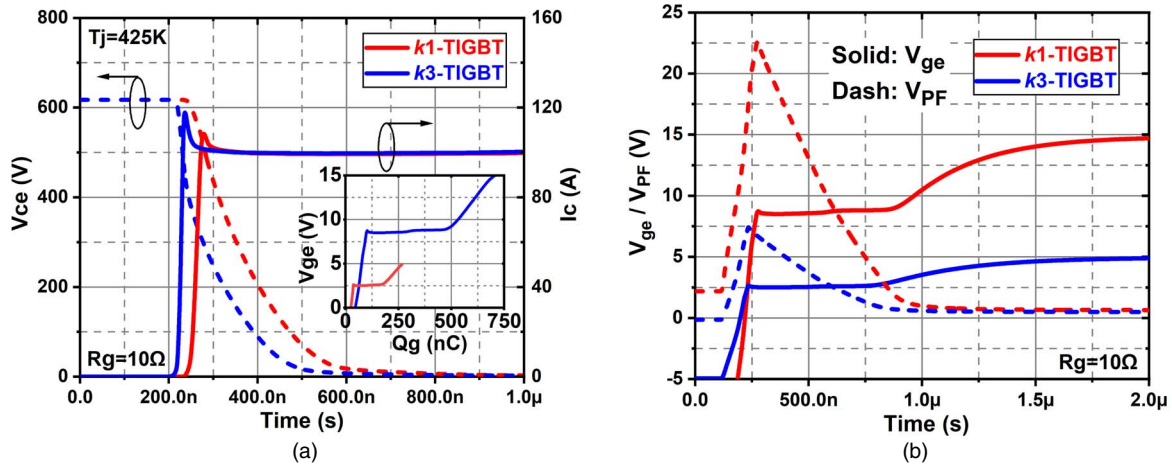 800
600
400
200
0
Vce (V)
Tj=425K
Rg=10Ω
k1-TIGBT
k3-TIGBT
160
120
80
40
0
Ic (A)
15
10
5
0
Vge (V)
0 250 500 750
Qg (nC)
0.0 200.0n 400.0n 600.0n 800.0n 1.0µ
Time (s)
(a)
25
20
15
10
5
0
-5
Vge / VPF (V)
Solid: Vge
Dash: VPF
k1-TIGBT
k3-TIGBT
Rg=10Ω
0.0 500.0n 1.0µ 1.5µ 2.0µ
Time (s)
(b)